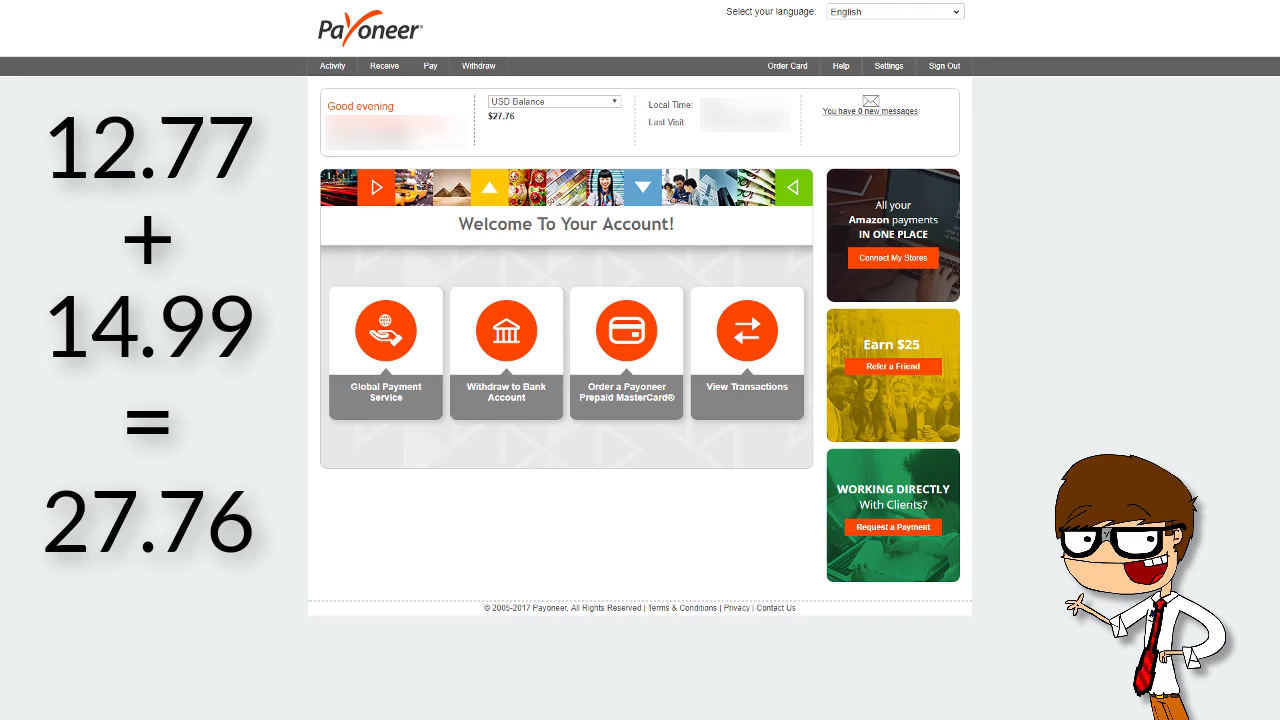 Select your language: English
Payoneer®
Activity Receive Pay Withdraw Order Card Help Settings Sign Out
Good evening
USD Balance
$27.76
Local Time:
Last Visit:
You have 0 new messages
12.77
+
14.99
=
27.76
Welcome To Your Account!
Global Payment
Service
Withdraw to Bank
Account
Order a Payoneer
Prepaid MasterCard®
View Transactions
All your
Amazon payments
IN ONE PLACE
Connect My Stores
Earn $25
Refer a Friend
WORKING DIRECTLY
With Clients?
Request a Payment
© 2005-2017 Payoneer, All Rights Reserved | Terms & Conditions | Privacy | Contact Us